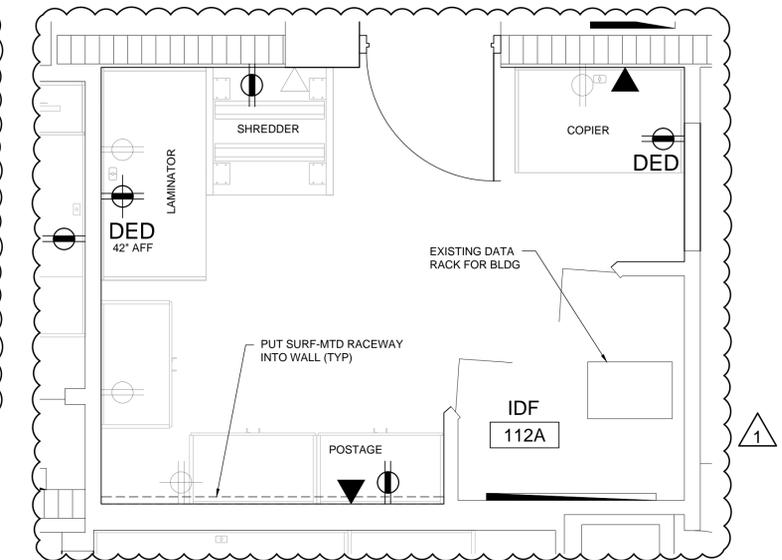 SHREDDER
COPIER
DED
LAMINATOR
DED
42" AFF
EXISTING DATA
RACK FOR BLDG
PUT SURF-MTD RACEWAY
INTO WALL (TYP)
IDF
112A
POSTAGE
1